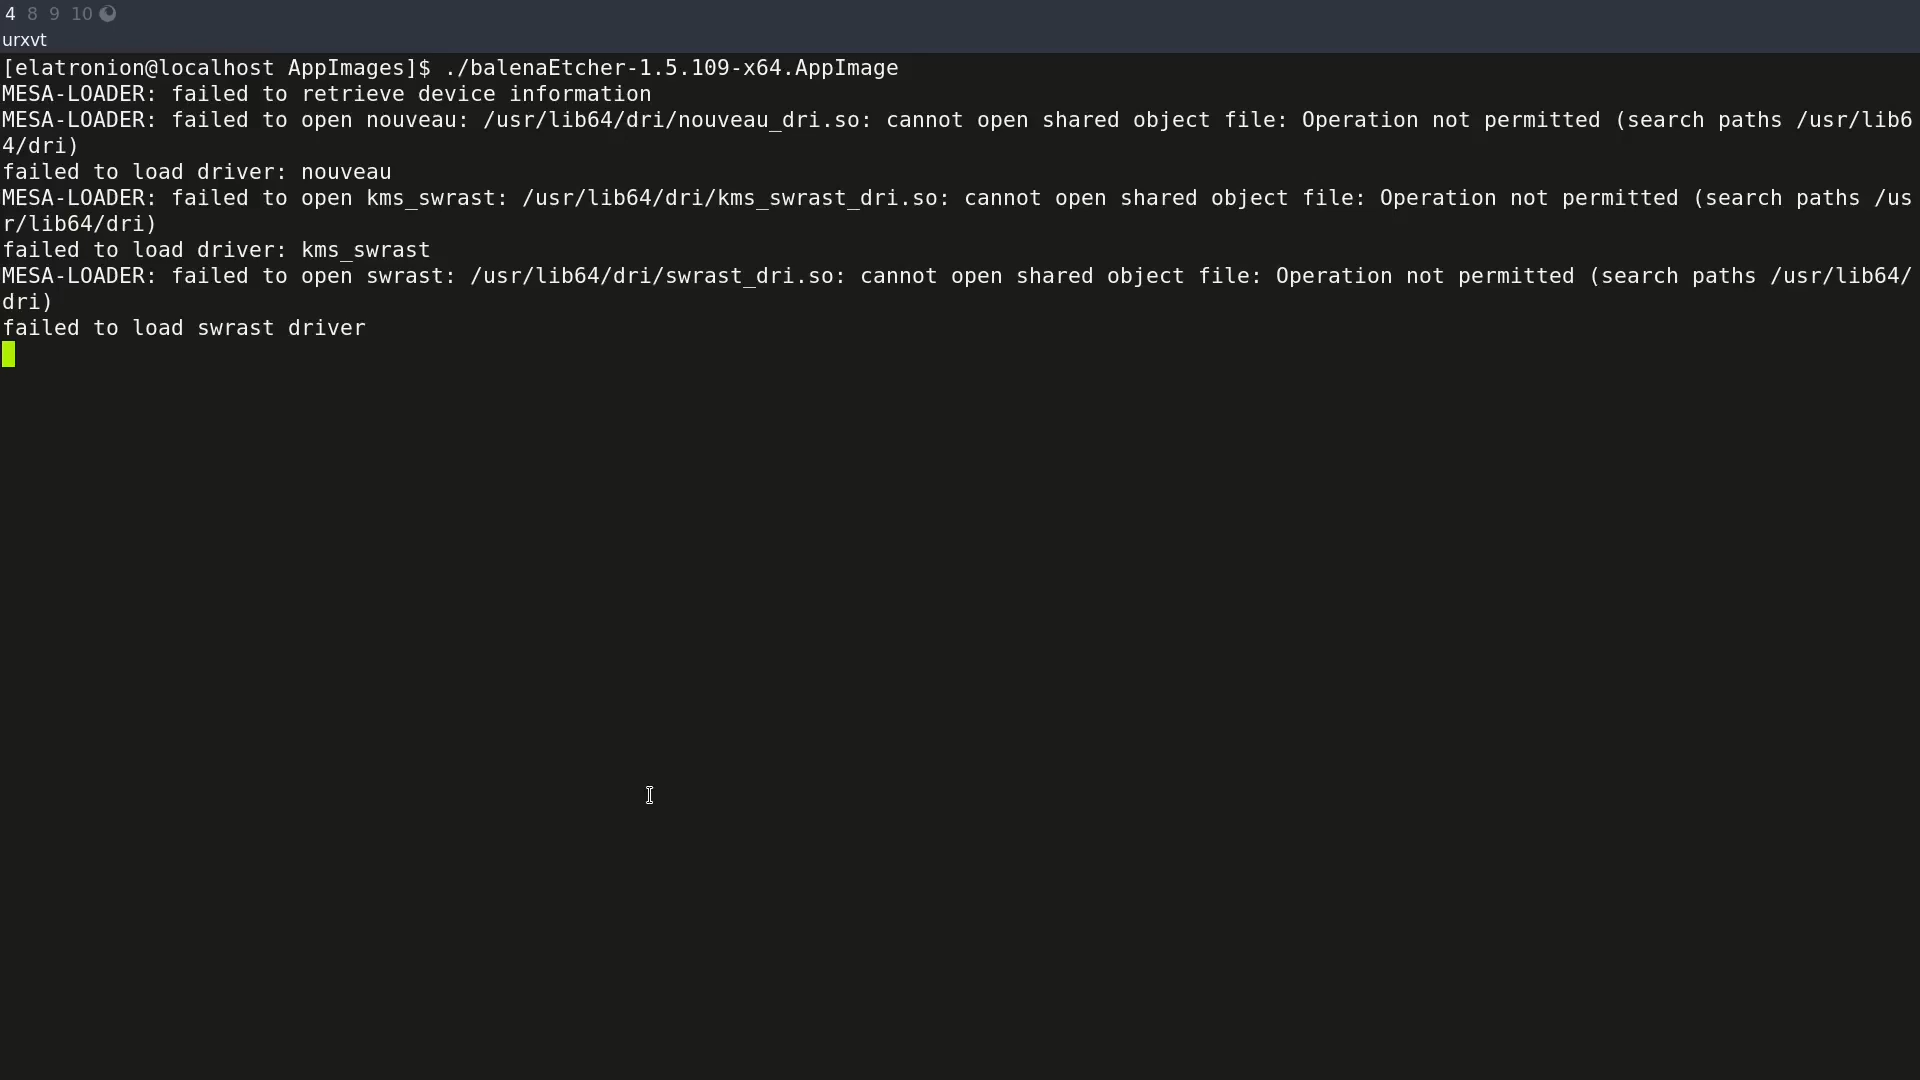 4 8 9 10
urxvt
[elatronion@localhost AppImages]$ ./balenaEtcher-1.5.109-x64.AppImage
MESA-LOADER: failed to retrieve device information
MESA-LOADER: failed to open nouveau: /usr/lib64/dri/nouveau_dri.so: cannot open shared object file: Operation not permitted (search paths /usr/lib6
4/dri)
failed to load driver: nouveau
MESA-LOADER: failed to open kms_swrast: /usr/lib64/dri/kms_swrast_dri.so: cannot open shared object file: Operation not permitted (search paths /us
r/lib64/dri)
failed to load driver: kms_swrast
MESA-LOADER: failed to open swrast: /usr/lib64/dri/swrast_dri.so: cannot open shared object file: Operation not permitted (search paths /usr/lib64/
dri)
failed to load swrast driver